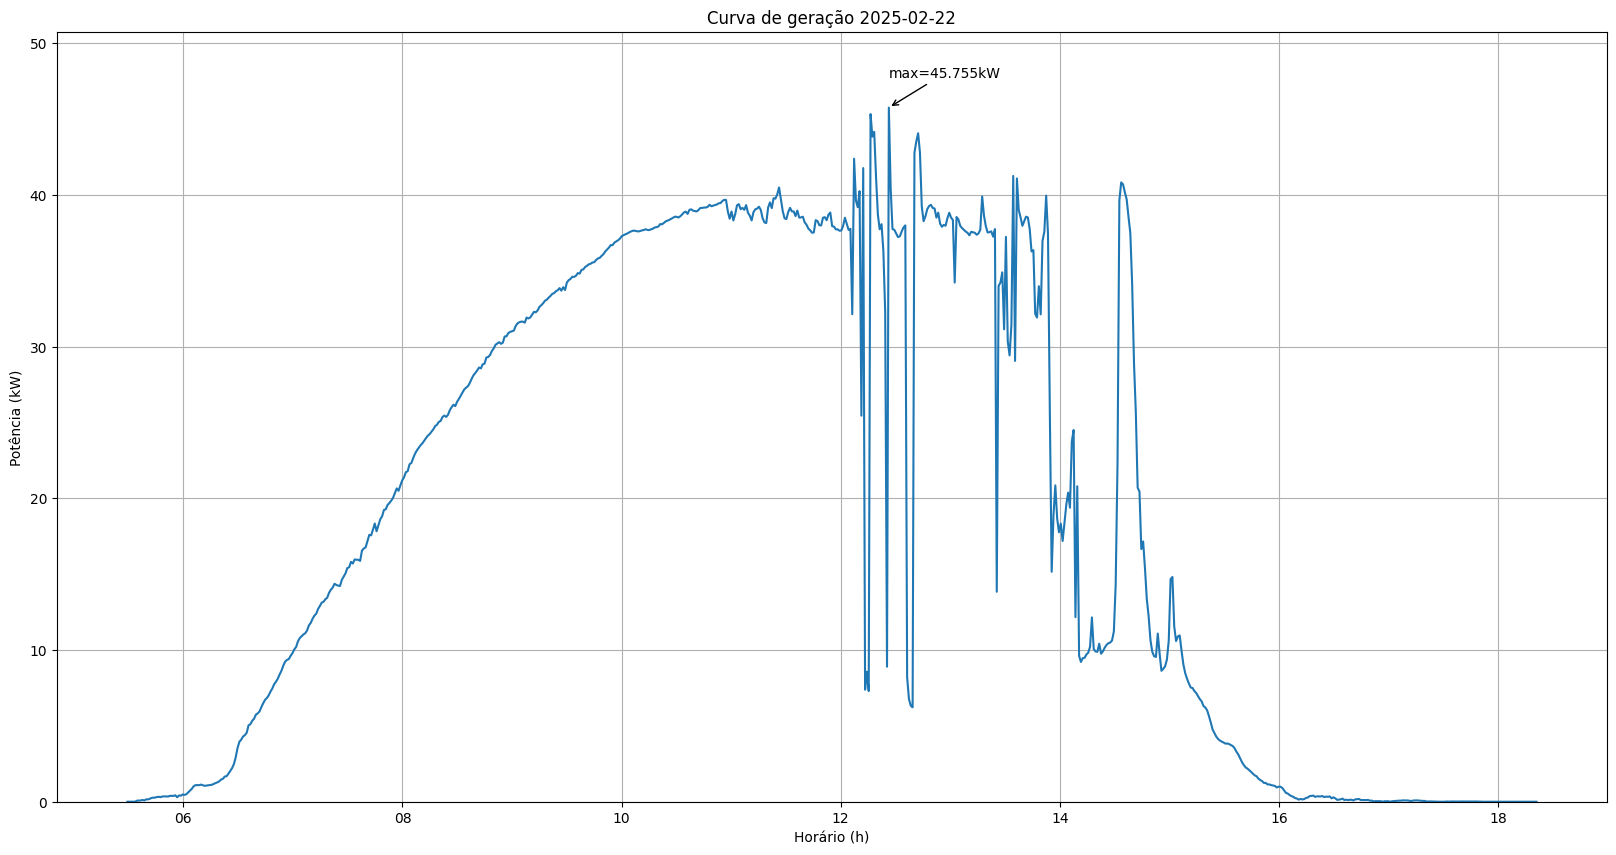 Curva de geração 2025-02-22
max=45.755kW
50
40
30
20
10
0
Potência (kW)
06 08 10 12 14 16 18
Horário (h)